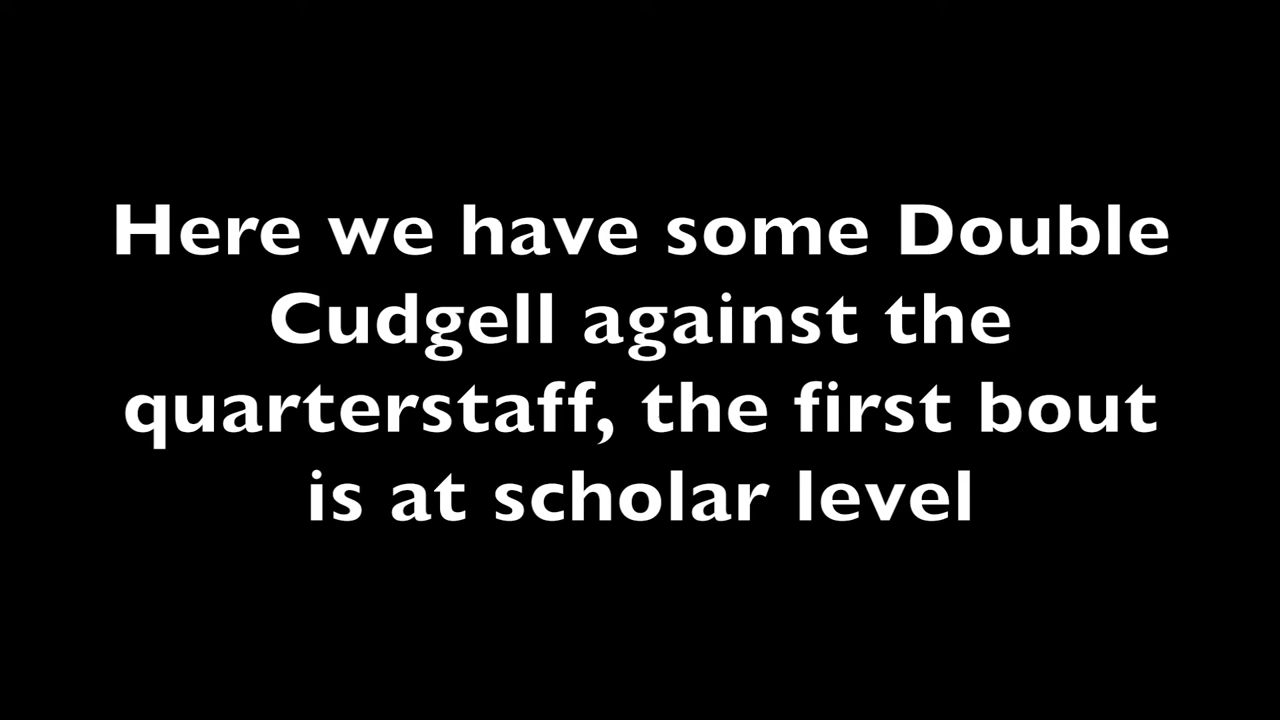 Here we have some Double
Cudgell against the
quarterstaff, the first bout
is at scholar level